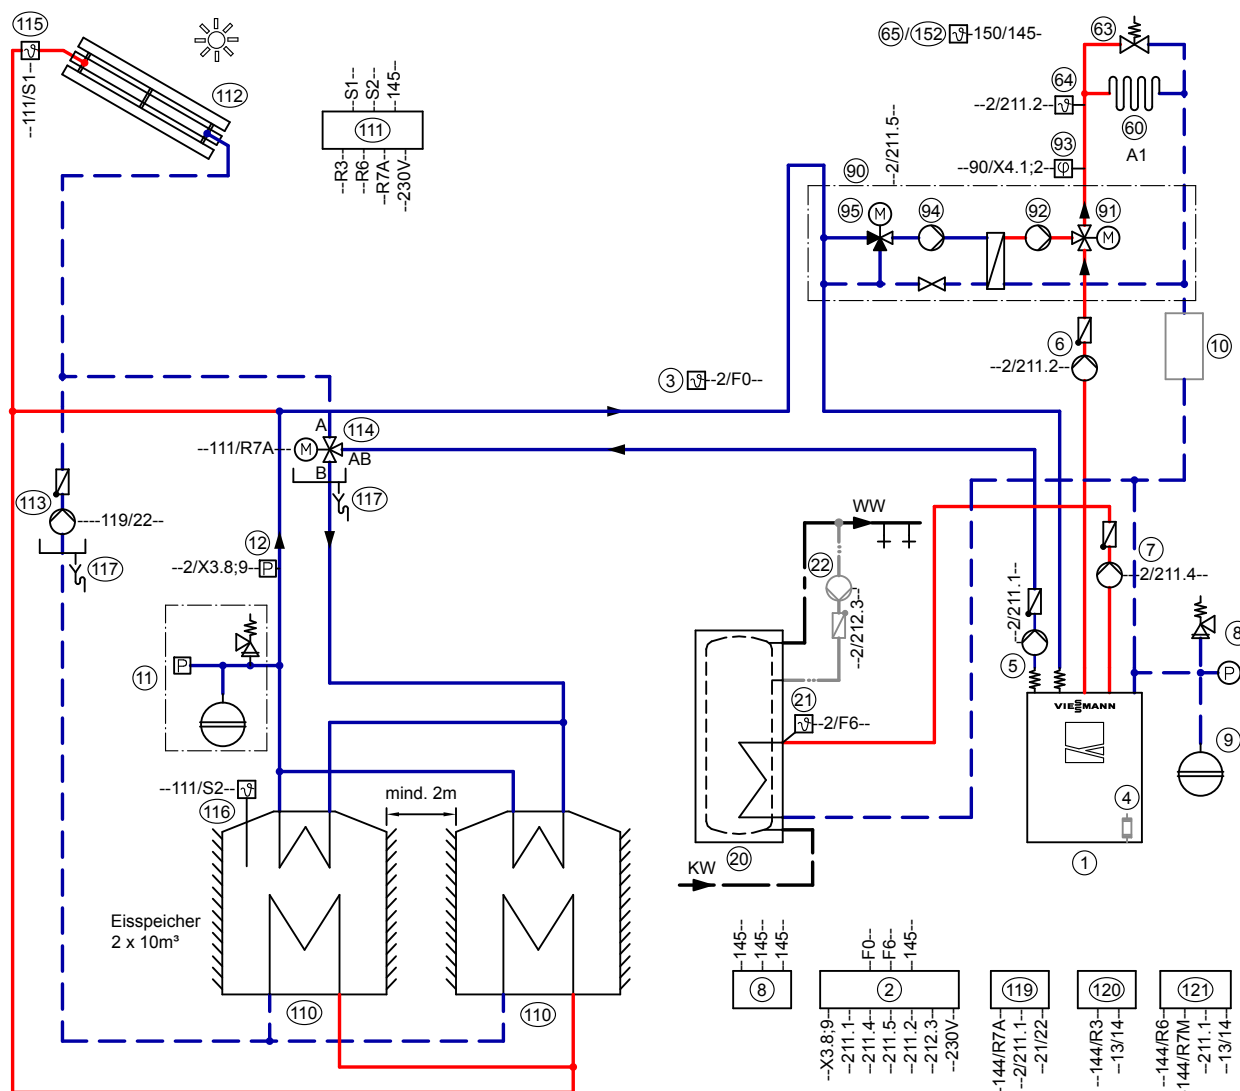 115
--111/S1--
112
S1--
S2--
145--
111
--R3
--R6
--R7A
--230V
65/152 ϑ-150/145-
63
64
--2/211.2-- ϑ
60
A1
93
--90/X4.1;2-- φ
--2/211.5--
90
95
M
94
92
91
M
6
--2/211.2--
10
3 ϑ--2/F0--
A
114
--111/R7A-- M
AB
B
117
113
----119/22--
117
12
--2/X3.8;9-- P
WW
22
--2/212.3--
7
--2/211.4--
--2/211.1--
5
8
P
11
P
21
ϑ--2/F6--
VIESMANN
9
--111/S2-- ϑ
116
mind. 2m
4
20
1
KW
Eisspeicher
2 x 10m³
110
110
145--
145--
145--
8
--F0--
--F6--
--145--
2
--X3.8;9
--211.1
--211.4
--211.5
--211.2
--212.3
--230V
119
--144/R7A
--2/211.1
--21/22
120
--144/R3
--13/14
121
--144/R6
144/R7M
--211.1
--13/14